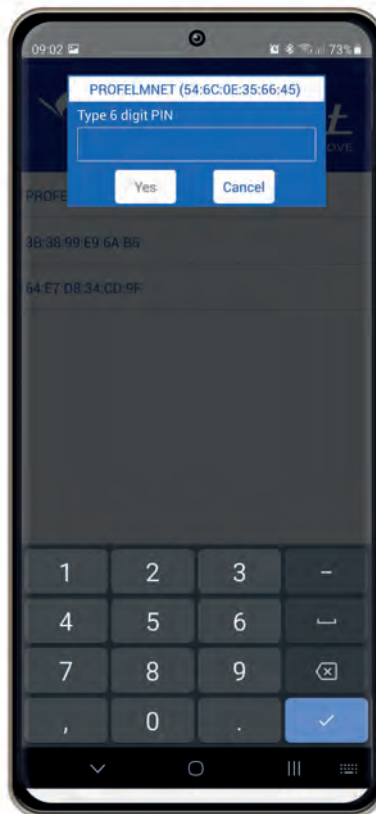 09:02 73%
PROFELMNET (54:6C:0E:35:66:45)
Type 6 digit PIN
OVE
Yes Cancel
PROFE
3B:38:99:E9:6A:B6
64:E7:D8:34:CD:9F
1 2 3 -
4 5 6
7 8 9
, 0 .